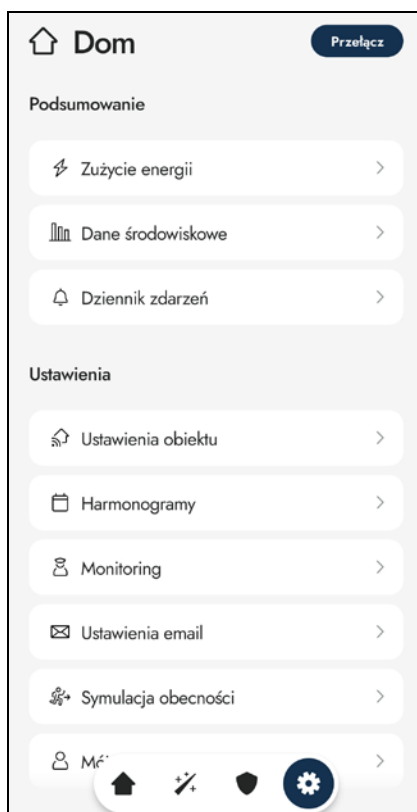 Dom
Przełącz
Podsumowanie
Zużycie energii
Dane środowiskowe
Dziennik zdarzeń
Ustawienia
Ustawienia obiektu
Harmonogramy
Monitoring
Ustawienia email
Symulacja obecności